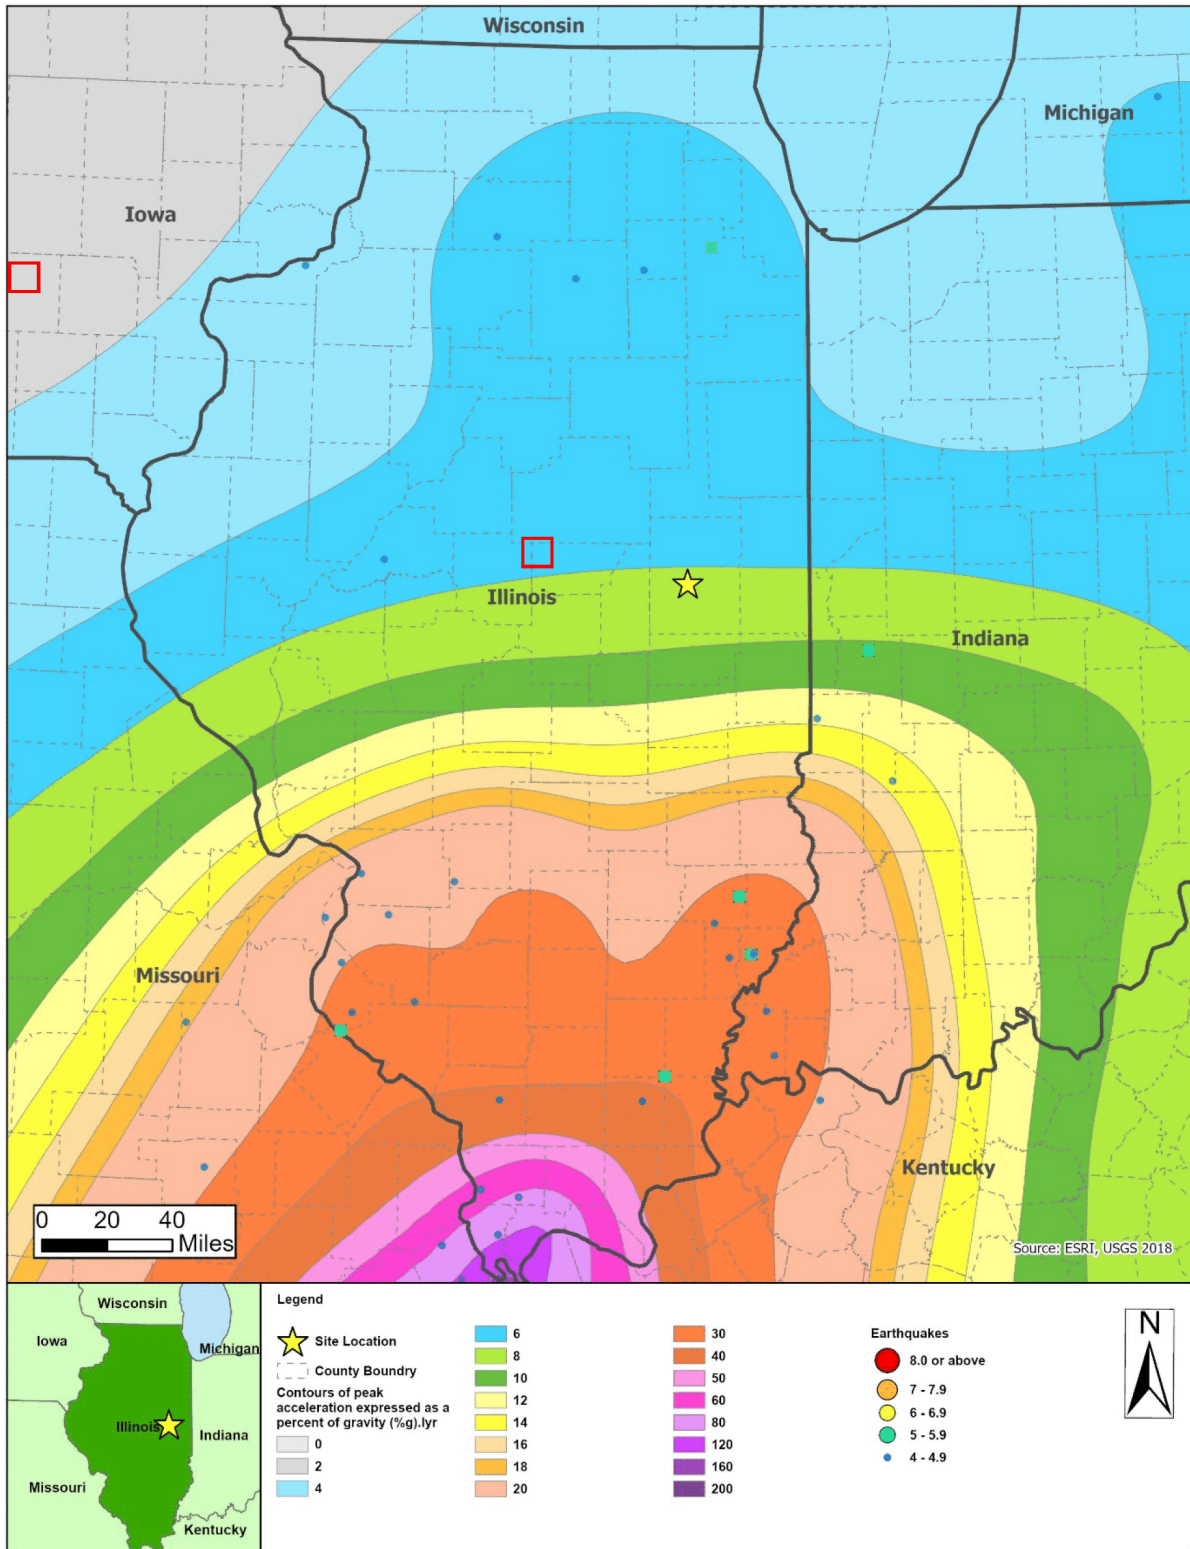 Wisconsin
Michigan
Iowa
Illinois
Indiana
Missouri
Kentucky
0 20 40
Miles
Source: ESRI, USGS 2018
Wisconsin
Iowa
Michigan
Illinois
Indiana
Missouri
Kentucky
Legend
Site Location
County Boundry
Contours of peak
acceleration expressed as a
percent of gravity (%g).lyr
0
2
4
6
8
10
12
14
16
18
20
30
40
50
60
80
120
160
200
Earthquakes
8.0 or above
7 - 7.9
6 - 6.9
5 - 5.9
4 - 4.9
N